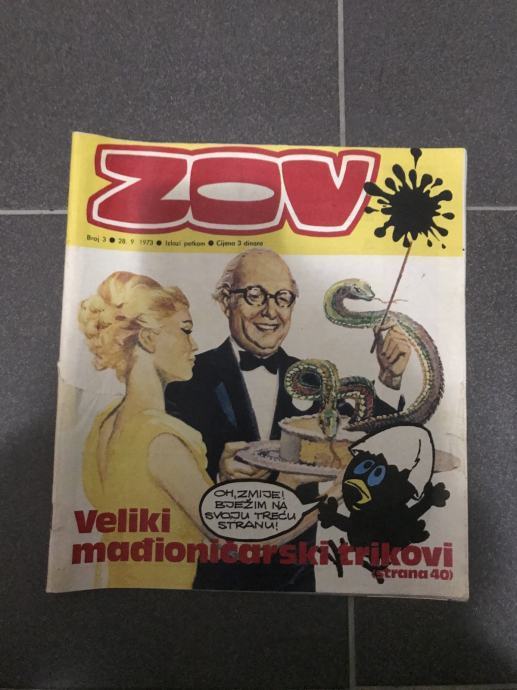 ZOV
Broj 3 ● 28. 9 1973 ● Izlazi petkom ● Cijena 3 dinara
OH, ZMIJE!
BJEŽIM NA
SVOJU TREĆU
STRANU!
Veliki
mađioničarski trikovi
(strana 40)